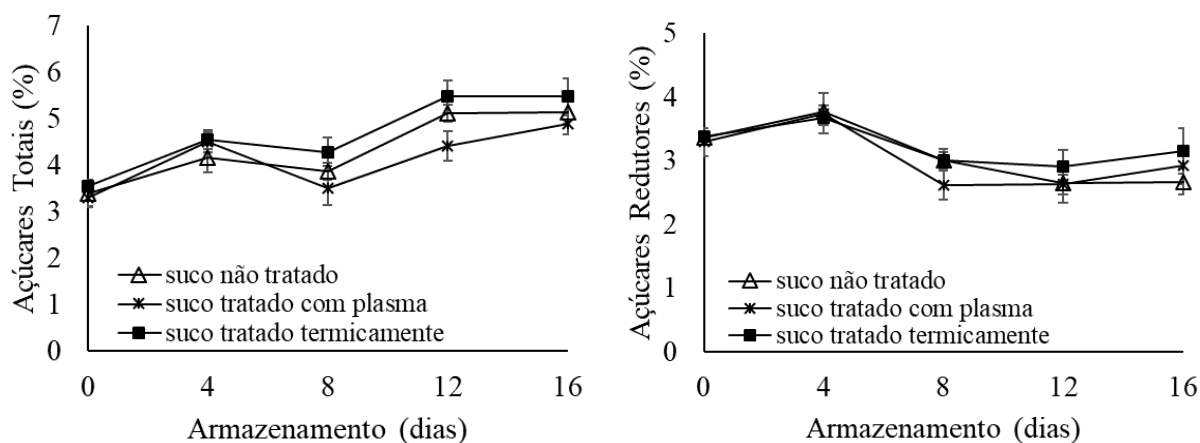 Açúcares Totais (%)
7
6
5
4
3
2
1
0
suco não tratado
suco tratado com plasma
suco tratado termicamente
0 4 8 12 16
Armazenamento (dias)
Açúcares Redutores (%)
5
4
3
2
1
0
suco não tratado
suco tratado com plasma
suco tratado termicamente
0 4 8 12 16
Armazenamento (dias)